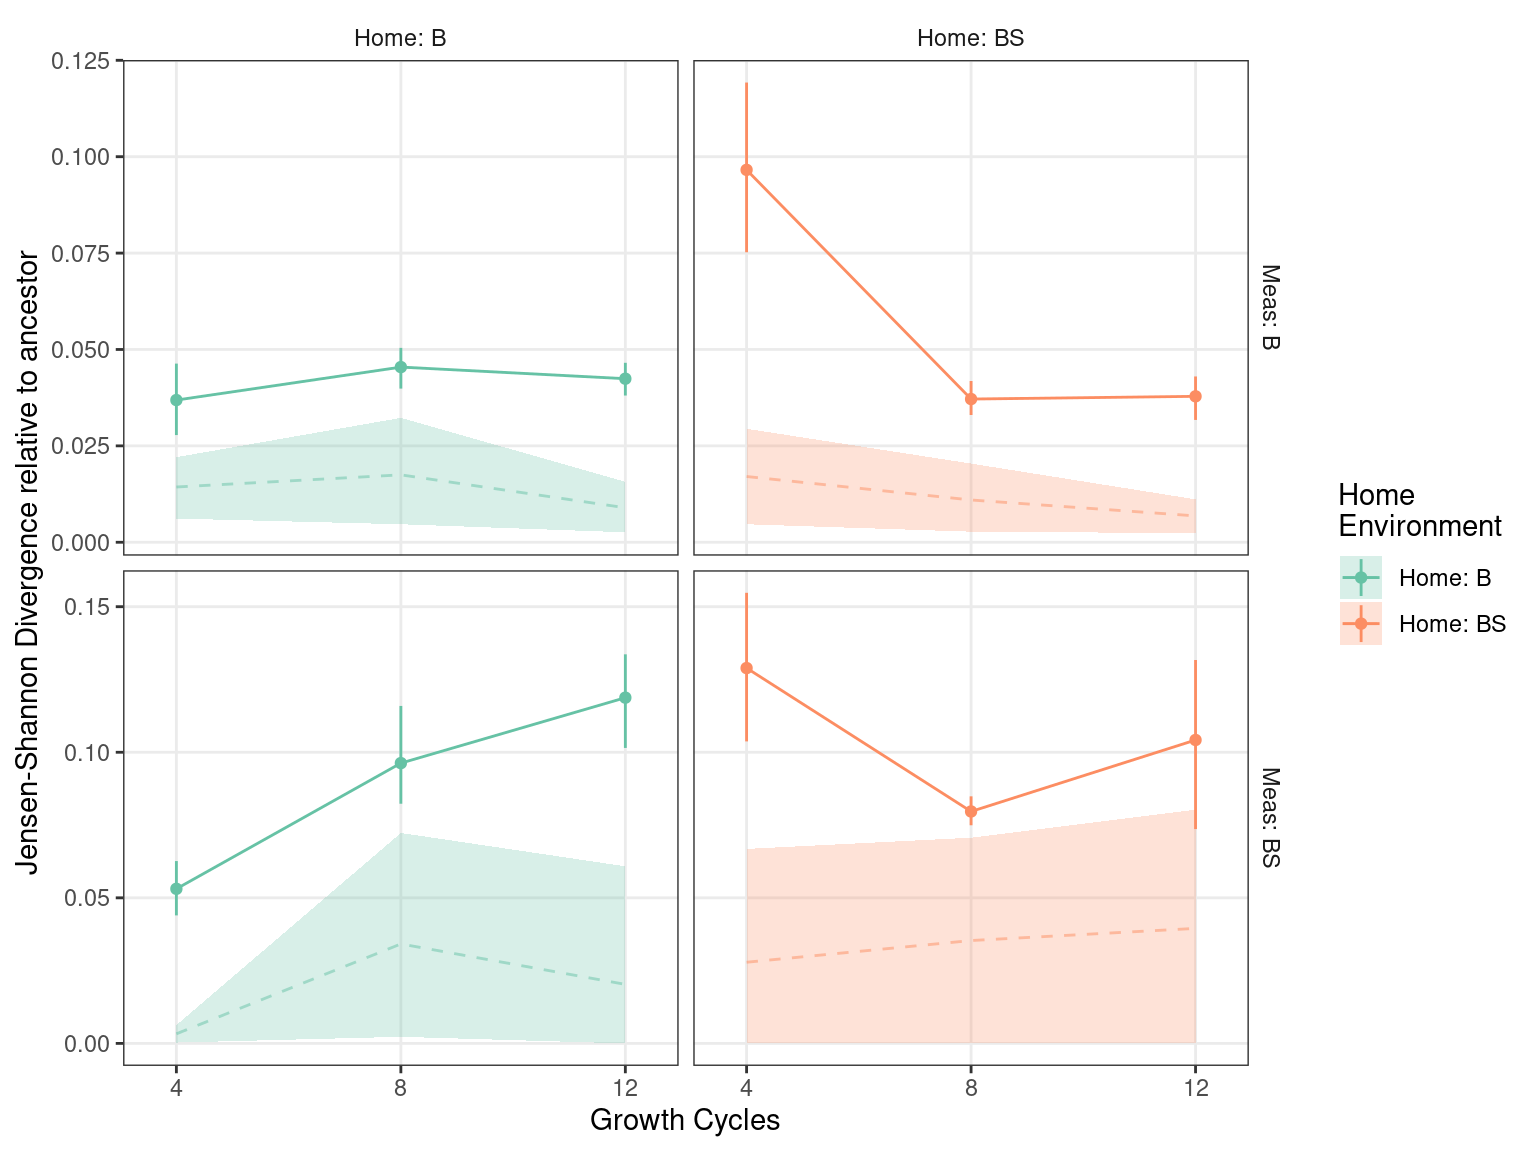 Home: B
Home: BS
0.125
0.100
0.075
0.050
0.025
0.000
Meas: B
0.15
0.10
0.05
0.00
Meas: BS
4
8
12
4
8
12
Growth Cycles
Jensen-Shannon Divergence relative to ancestor
Home
Environment
Home: B
Home: BS